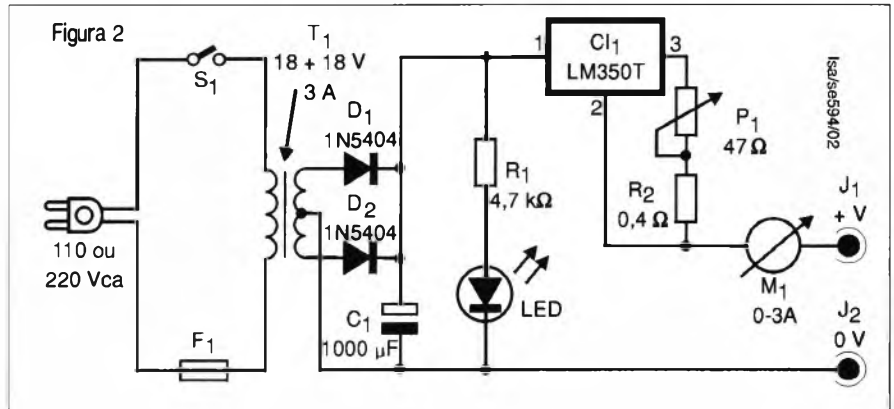 Figura 2
S₁
T₁
18 + 18 V
3 A
D₁
1N5404
D₂
1N5404
110 ou
220 Vca
F₁
C₁
1000 µF
R₁
4,7 kΩ
LED
1
CI₁
LM350T
3
2
P₁
47 Ω
R₂
0,4 Ω
M₁
0-3A
J₁
+ V
J₂
0 V
Isa/se594/02